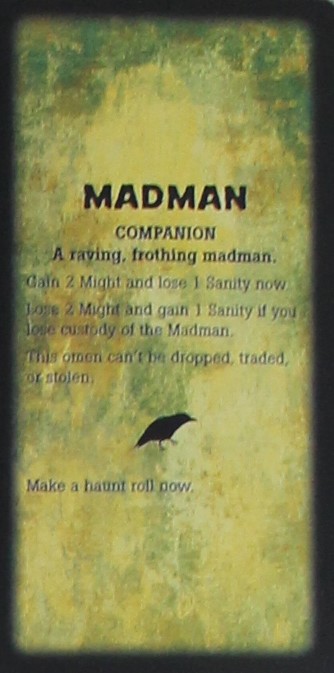 MADMAN
COMPANION
A raving, frothing madman.
Gain 2 Might and lose 1 Sanity now.
Lose 2 Might and gain 1 Sanity if you
lose custody of the Madman.
This omen can't be dropped, traded,
or stolen.
Make a haunt roll now.